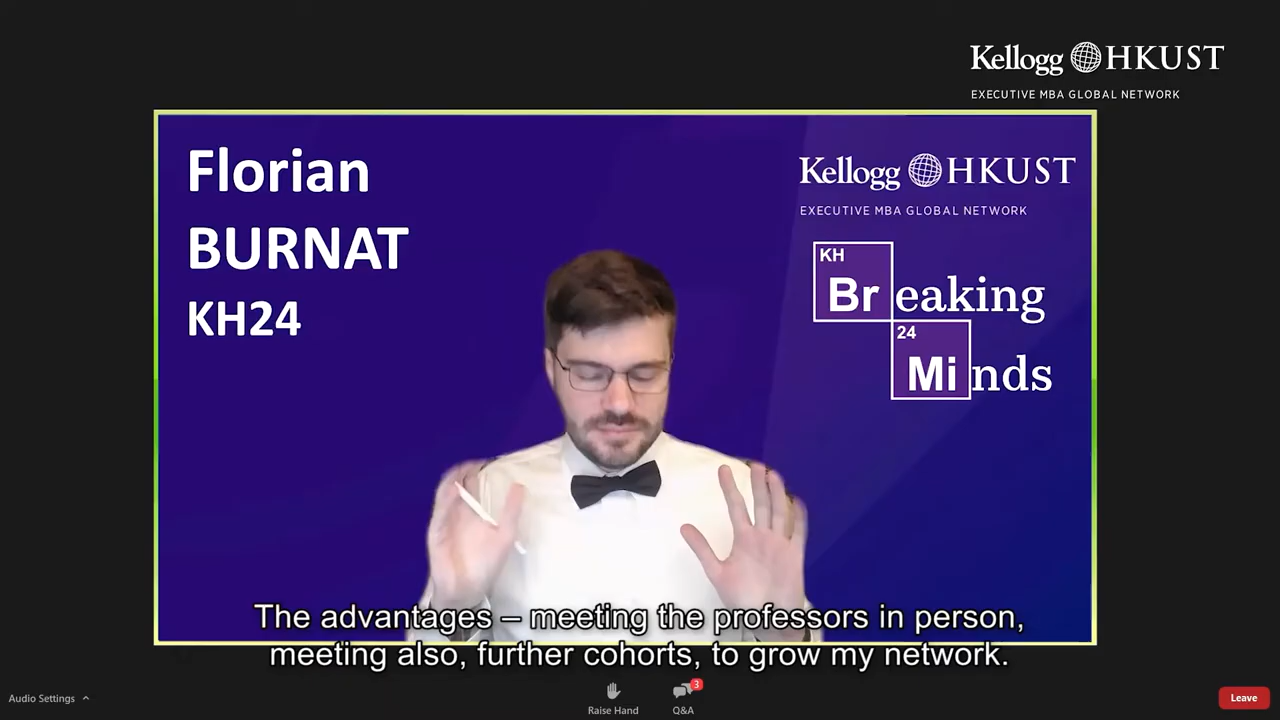 Kellogg HKUST
EXECUTIVE MBA GLOBAL NETWORK
Florian
BURNAT
KH24
Kellogg HKUST
EXECUTIVE MBA GLOBAL NETWORK
KH
Breaking
24
Minds
The advantages – meeting the professors in person,
meeting also, further cohorts, to grow my network.
Audio Settings
Raise Hand
3
Q&A
Leave